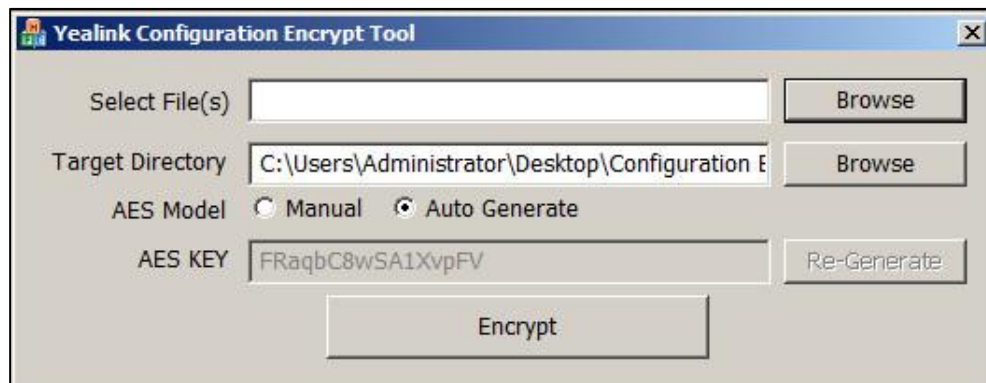 Yealink Configuration Encrypt Tool
Select File(s) Browse
Target Directory C:\Users\Administrator\Desktop\Configuration E Browse
AES Model Manual Auto Generate
AES KEY FRaqbC8wSA1XvpFV Re-Generate
Encrypt